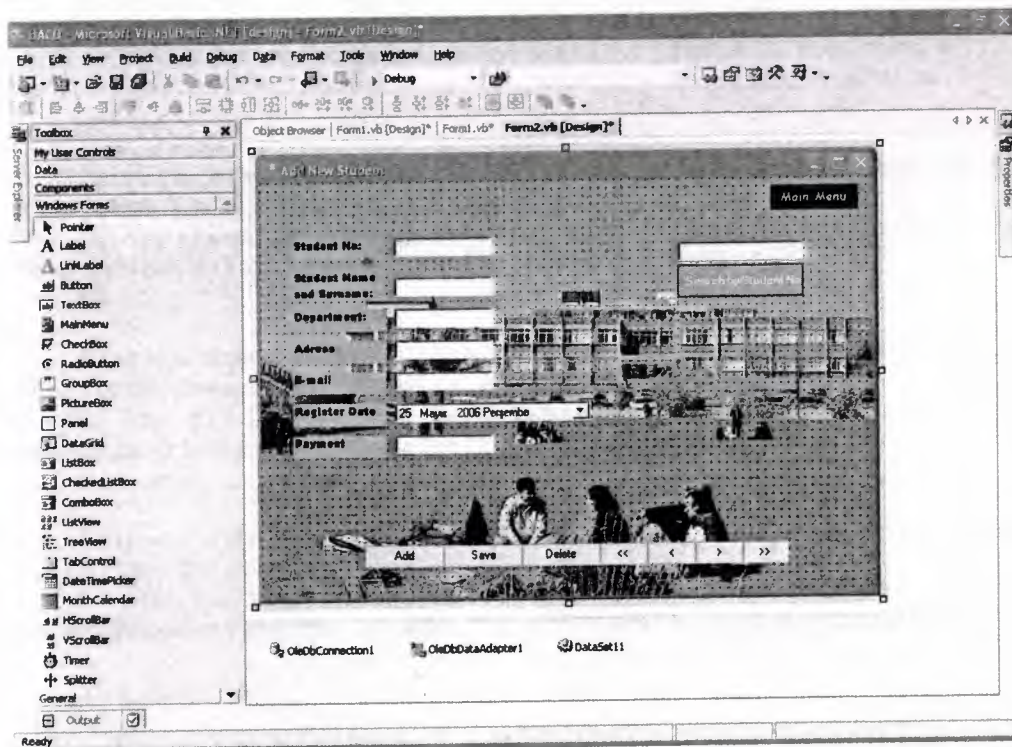 BACU - Microsoft Visual Basic .NET [design] - Form2.vb [Design]*
File Edit View Project Build Debug Data Format Tools Window Help
Debug
Toolbox
Object Browser Form1.vb [Design]* Form1.vb* Form2.vb [Design]*
Server Explorer
Properties
My User Controls
Data
Components
Windows Forms
Pointer
Label
LinkLabel
Button
TextBox
MainMenu
CheckBox
RadioButton
GroupBox
PictureBox
Panel
DataGrid
ListBox
CheckedListBox
ComboBox
ListView
TreeView
TabControl
DateTimePicker
MonthCalendar
HScrollBar
VScrollBar
Timer
Splitter
General
Output
Ready
* Add New Student
Main Menu
Student No:
Search by Student No
Student Name
and Surname:
Department:
Adress
E-mail
Register Date
25 Mayıs 2006 Perşembe
Payment
Add Save Delete << < > >>
OleDbConnection1 OleDbDataAdapter1 DataSet11